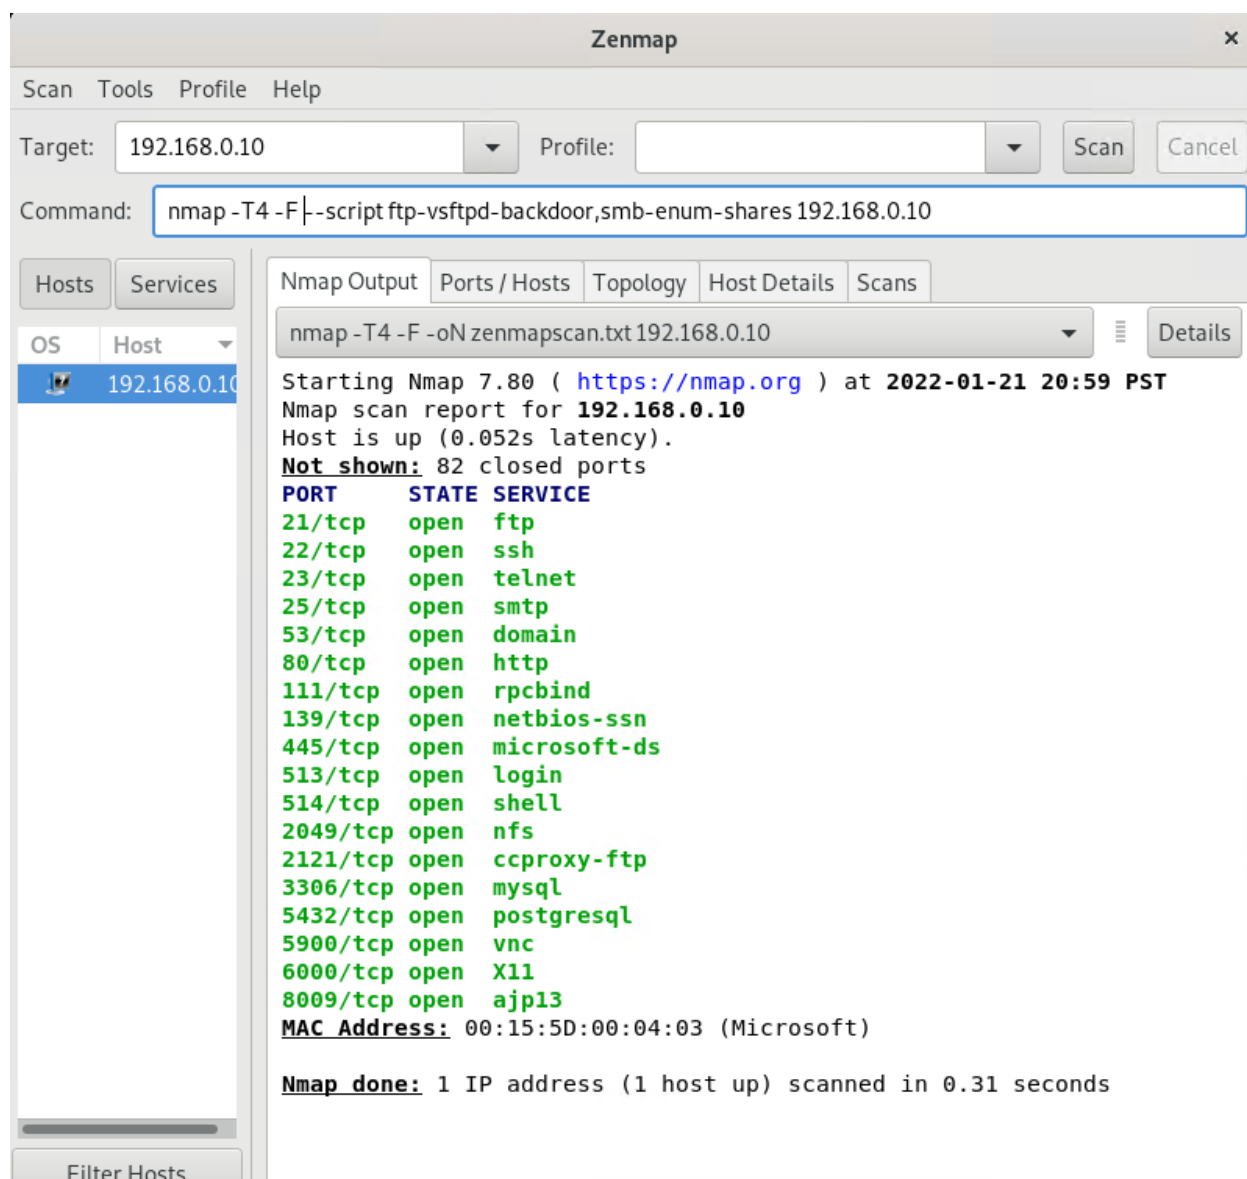 Zenmap ×
Scan Tools Profile Help
Target: 192.168.0.10 Profile: Scan Cancel
Command: nmap -T4 -F --script ftp-vsftpd-backdoor,smb-enum-shares 192.168.0.10
Hosts Services Nmap Output Ports / Hosts Topology Host Details Scans
nmap -T4 -F -oN zenmapscan.txt 192.168.0.10 Details
OS Host
192.168.0.10
Starting Nmap 7.80 ( https://nmap.org ) at 2022-01-21 20:59 PST
Nmap scan report for 192.168.0.10
Host is up (0.052s latency).
Not shown: 82 closed ports
PORT STATE SERVICE
21/tcp open ftp
22/tcp open ssh
23/tcp open telnet
25/tcp open smtp
53/tcp open domain
80/tcp open http
111/tcp open rpcbind
139/tcp open netbios-ssn
445/tcp open microsoft-ds
513/tcp open login
514/tcp open shell
2049/tcp open nfs
2121/tcp open ccproxy-ftp
3306/tcp open mysql
5432/tcp open postgresql
5900/tcp open vnc
6000/tcp open X11
8009/tcp open ajp13
MAC Address: 00:15:5D:00:04:03 (Microsoft)
Nmap done: 1 IP address (1 host up) scanned in 0.31 seconds
Filter Hosts